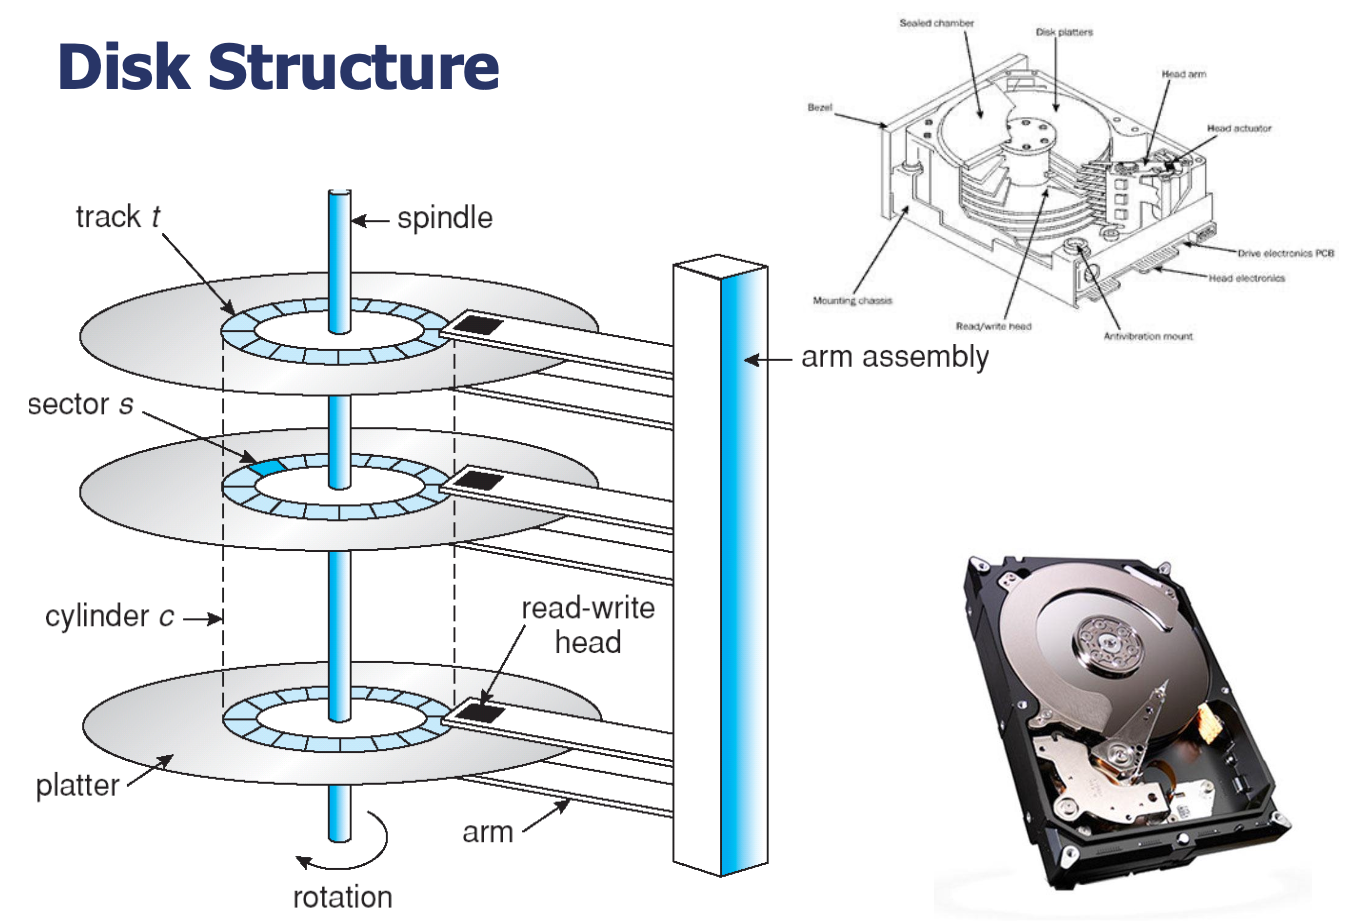 Disk Structure
Sealed chamber
Disk platters
Head arm
Bezel
Head actuator
Drive electronics PCB
Head electronics
Mounting chassis
Read/write head
Antivibration mount
track t
spindle
arm assembly
sector s
cylinder c
read-write
head
platter
arm
rotation